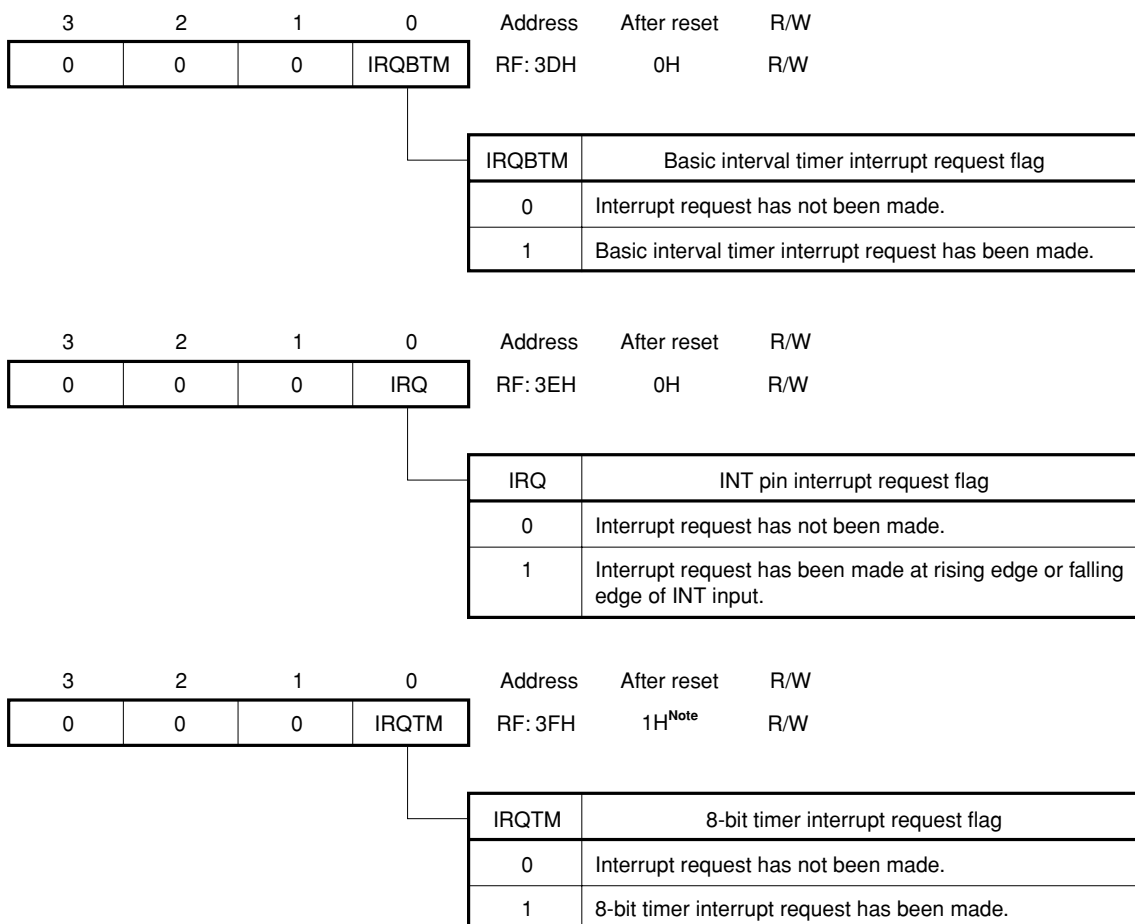 3 2 1 0 Address After reset R/W
0 0 0 IRQBTM RF: 3DH 0H R/W
IRQBTM Basic interval timer interrupt request flag
0 Interrupt request has not been made.
1 Basic interval timer interrupt request has been made.
3 2 1 0 Address After reset R/W
0 0 0 IRQ RF: 3EH 0H R/W
IRQ INT pin interrupt request flag
0 Interrupt request has not been made.
1 Interrupt request has been made at rising edge or falling
edge of INT input.
3 2 1 0 Address After reset R/W
0 0 0 IRQTM RF: 3FH 1HNote R/W
IRQTM 8-bit timer interrupt request flag
0 Interrupt request has not been made.
1 8-bit timer interrupt request has been made.